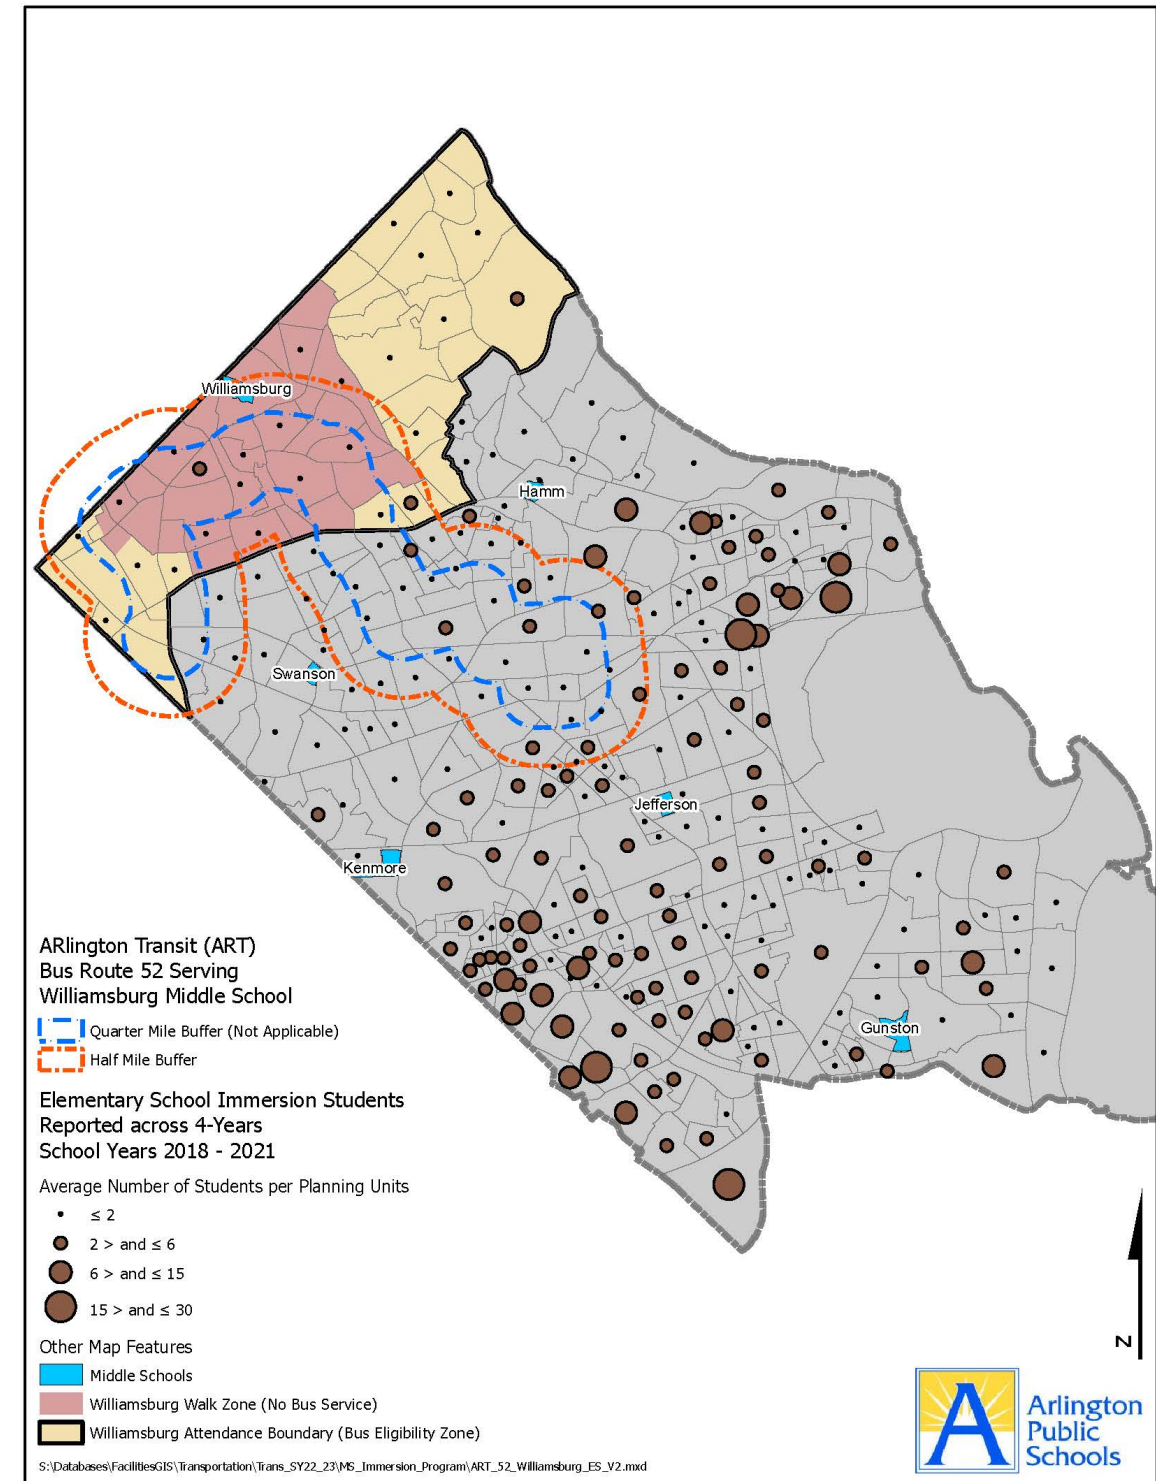 Williamsburg
Hamm
Swanson
Jefferson
Kenmore
Gunston
ARlington Transit (ART)
Bus Route 52 Serving
Williamsburg Middle School
Quarter Mile Buffer (Not Applicable)
Half Mile Buffer
Elementary School Immersion Students
Reported across 4-Years
School Years 2018 - 2021
Average Number of Students per Planning Units
≤ 2
2 > and ≤ 6
6 > and ≤ 15
15 > and ≤ 30
Other Map Features
Middle Schools
Williamsburg Walk Zone (No Bus Service)
Williamsburg Attendance Boundary (Bus Eligibility Zone)
S:\Databases\FacilitiesGIS\Transportation\Trans_SY22_23\MS_Immersion_Program\ART_52_Williamsburg_ES_V2.mxd
N
A
Arlington
Public
Schools